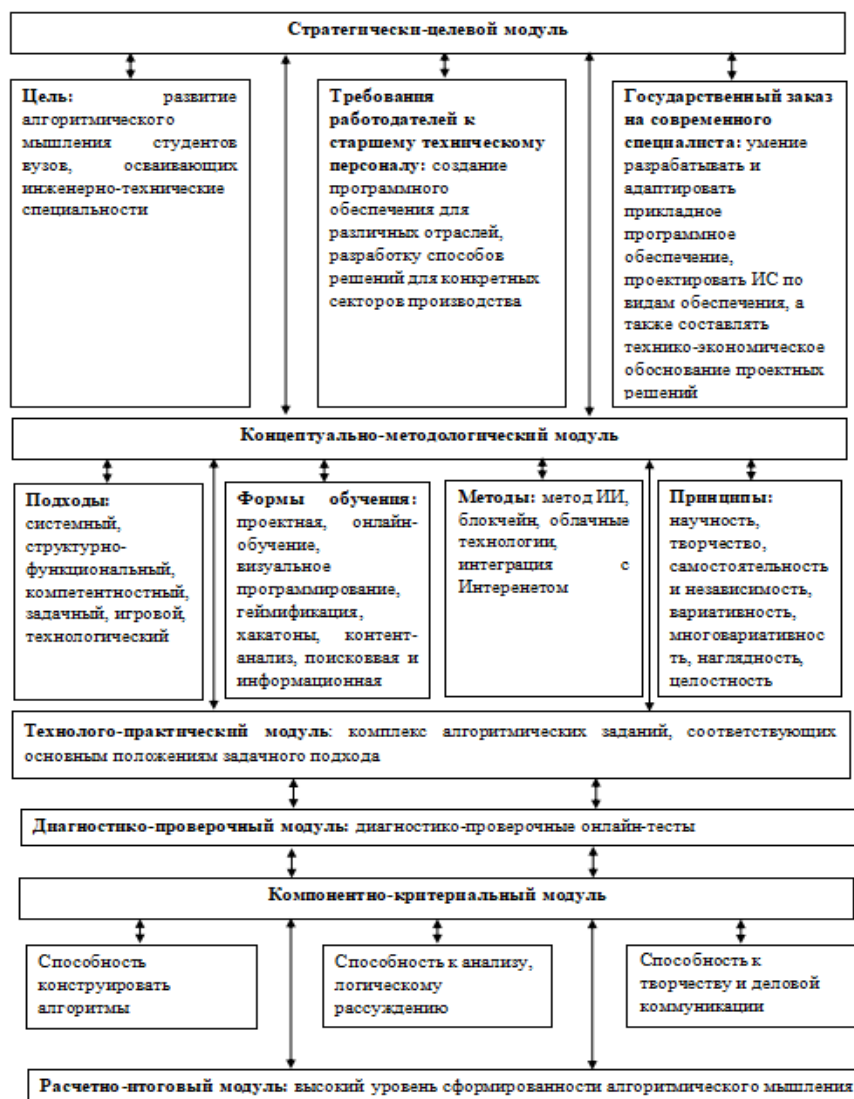 Стратегически-целевой модуль
Цель: развитие
алгоритмического
мышления студентов
вузов, осваивающих
инженерно-технические
специальности
Требования
работодателей к
старшему техническому
персоналу: создание
программного
обеспечения для
различных отраслей,
разработку способов
решений для конкретных
секторов производства
Государственный заказ
на современного
специалиста: умение
разрабатывать и
адаптировать
прикладное
программное
обеспечение,
проектировать ИС по
видам обеспечения, а
также составлять
технико-экономическое
обоснование проектных
решений
Концептуально-методологический модуль
Подходы:
системный,
структурно-
функциональный,
компетентностный,
задачный, игровой,
технологический
Формы обучения:
проектная, онлайн-
обучение,
визуальное
программирование,
геймификация,
хакатоны, контент-
анализ, поисковвая и
информационная
Методы: метод ИИ,
блокчейн, облачные
технологии,
интеграция с
Интеренетом
Принципы:
научность,
творчество,
самостоятельность
и независимость,
вариативность,
многовариативнос
ть, наглядность,
целостность
Технолого-практический модуль: комплекс алгоритмических заданий, соответствующих
основным положениям задачного подхода
Диагностико-проверочный модуль: диагностико-проверочные онлайн-тесты
Компонентно-критериальный модуль
Способность
конструировать
алгоритмы
Способность к анализу,
логическому
рассуждению
Способность к
творчеству и деловой
коммуникации
Расчетно-итоговый модуль: высокий уровень сформированности алгоритмического мышления